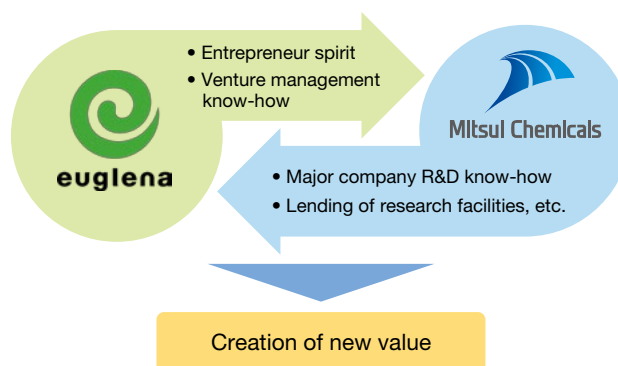 • Entrepreneur spirit
• Venture management
know-how
euglena
MItsuI Chemicals
• Major company R&D know-how
• Lending of research facilities, etc.
Creation of new value